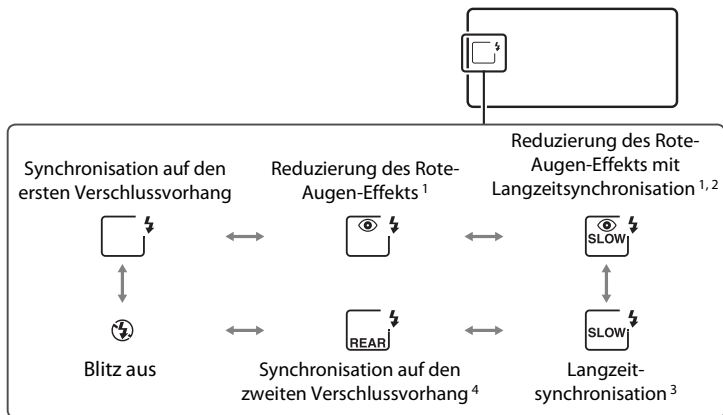 Synchronisation auf den
ersten Verschlussvorhang
Reduzierung des Rote-
Augen-Effekts 1
Reduzierung des Rote-
Augen-Effekts mit
Langzeitsynchronisation 1, 2
SLOW
REAR
SLOW
Blitz aus
Synchronisation auf den
zweiten Verschlussvorhang 4
Langzeit-
synchronisation 3